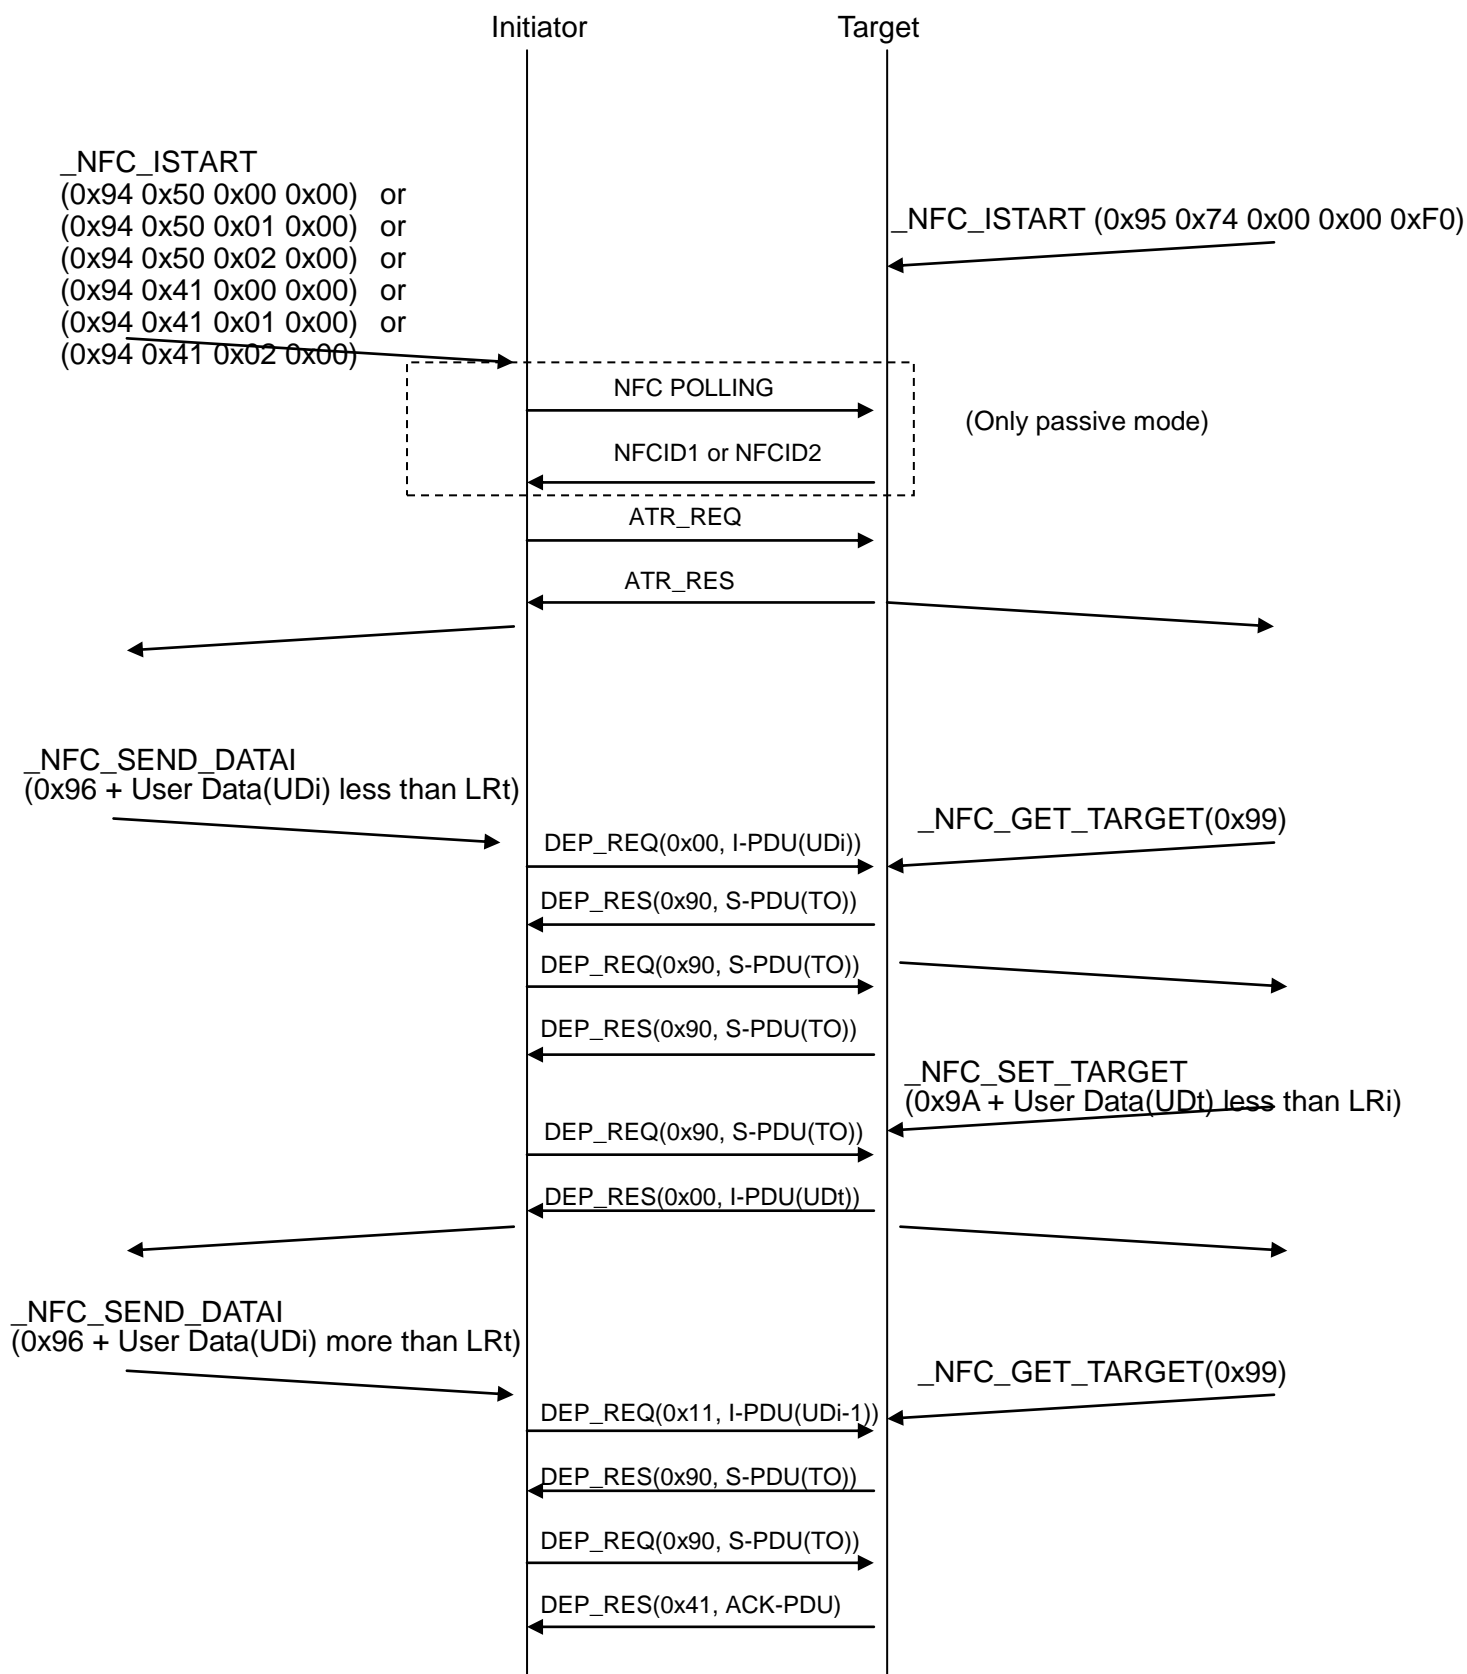 Initiator
Target
_NFC_ISTART
(0x94 0x50 0x00 0x00) or
(0x94 0x50 0x01 0x00) or
(0x94 0x50 0x02 0x00) or
(0x94 0x41 0x00 0x00) or
(0x94 0x41 0x01 0x00) or
(0x94 0x41 0x02 0x00)
_NFC_ISTART (0x95 0x74 0x00 0x00 0xF0)
NFC POLLING
(Only passive mode)
NFCID1 or NFCID2
ATR_REQ
ATR_RES
_NFC_SEND_DATAI
(0x96 + User Data(UDi) less than LRt)
_NFC_GET_TARGET(0x99)
DEP_REQ(0x00, I-PDU(UDi))
DEP_RES(0x90, S-PDU(TO))
DEP_REQ(0x90, S-PDU(TO))
DEP_RES(0x90, S-PDU(TO))
_NFC_SET_TARGET
(0x9A + User Data(UDt) less than LRi)
DEP_REQ(0x90, S-PDU(TO))
DEP_RES(0x00, I-PDU(UDt))
_NFC_SEND_DATAI
(0x96 + User Data(UDi) more than LRt)
_NFC_GET_TARGET(0x99)
DEP_REQ(0x11, I-PDU(UDi-1))
DEP_RES(0x90, S-PDU(TO))
DEP_REQ(0x90, S-PDU(TO))
DEP_RES(0x41, ACK-PDU)